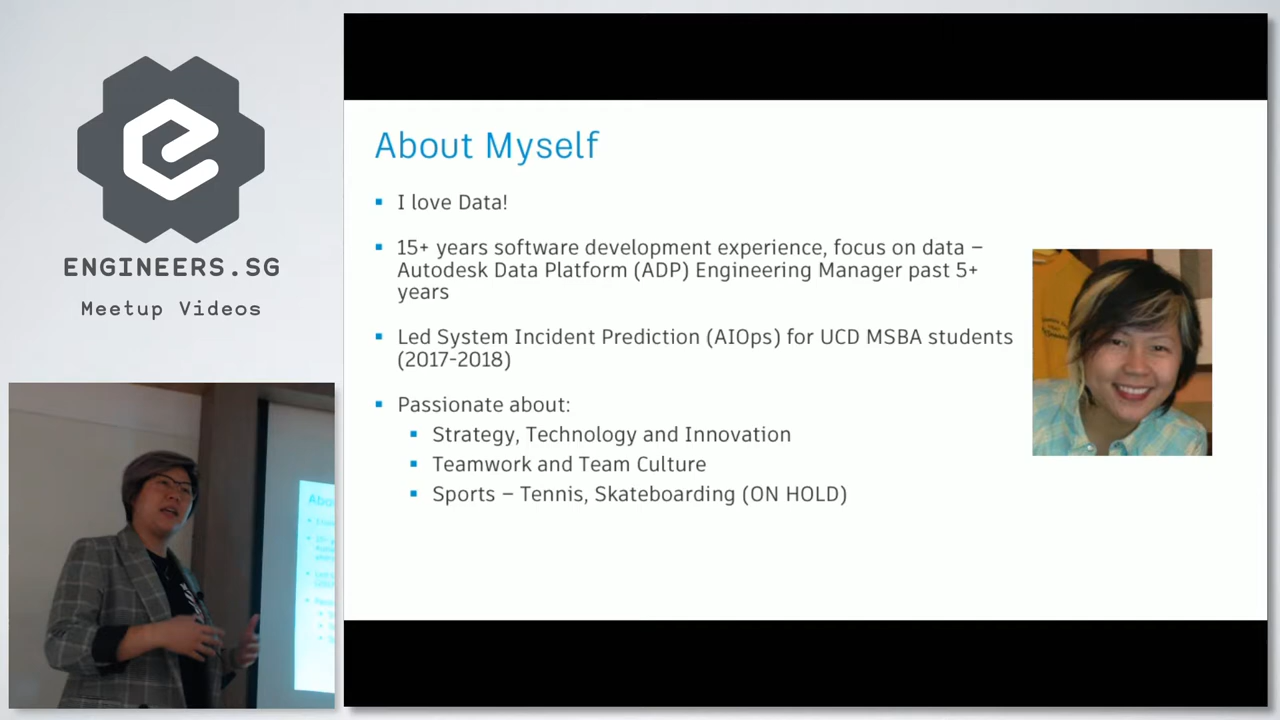 ENGINEERS.SG
Meetup Videos
About Myself
▪ I love Data!
▪ 15+ years software development experience, focus on data –
Autodesk Data Platform (ADP) Engineering Manager past 5+
years
▪ Led System Incident Prediction (AIOps) for UCD MSBA students
(2017-2018)
▪ Passionate about:
▪ Strategy, Technology and Innovation
▪ Teamwork and Team Culture
▪ Sports – Tennis, Skateboarding (ON HOLD)